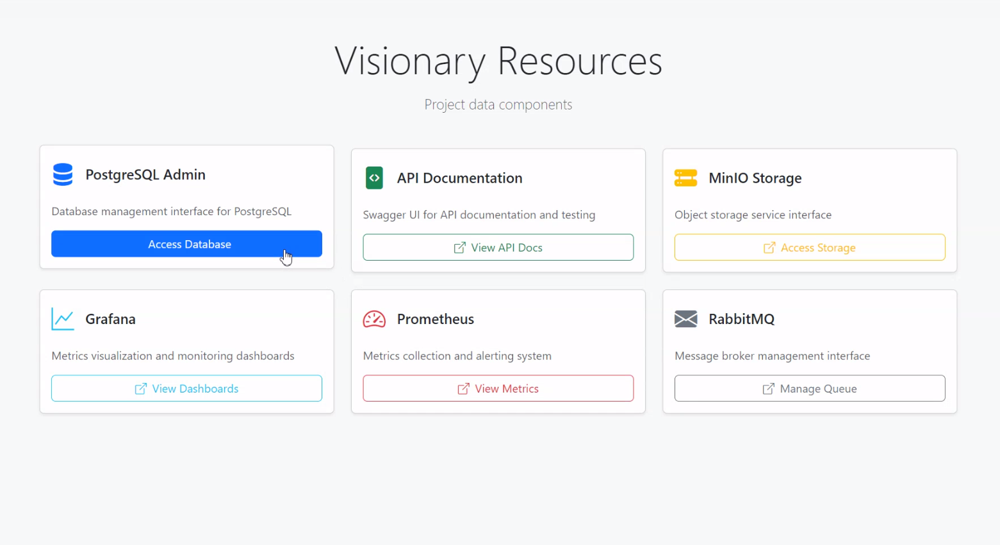 Visionary Resources
Project data components
PostgreSQL Admin
Database management interface for PostgreSQL
Access Database
API Documentation
Swagger UI for API documentation and testing
View API Docs
MinIO Storage
Object storage service interface
Access Storage
Grafana
Metrics visualization and monitoring dashboards
View Dashboards
Prometheus
Metrics collection and alerting system
View Metrics
RabbitMQ
Message broker management interface
Manage Queue